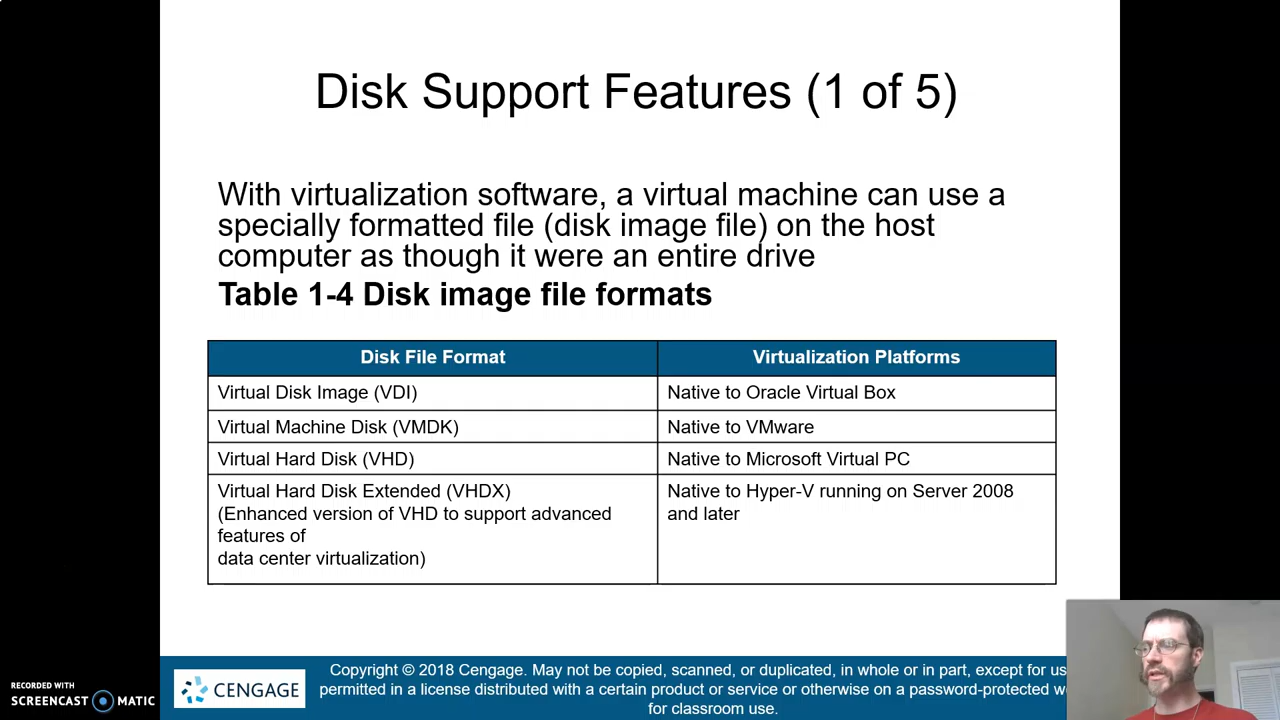 Disk Support Features (1 of 5)
With virtualization software, a virtual machine can use a
specially formatted file (disk image file) on the host
computer as though it were an entire drive
Table 1-4 Disk image file formats
Disk File Format Virtualization Platforms
Virtual Disk Image (VDI) Native to Oracle Virtual Box
Virtual Machine Disk (VMDK) Native to VMware
Virtual Hard Disk (VHD) Native to Microsoft Virtual PC
Virtual Hard Disk Extended (VHDX) Native to Hyper-V running on Server 2008
(Enhanced version of VHD to support advanced and later
features of
data center virtualization)
Copyright © 2018 Cengage. May not be copied, scanned, or duplicated, in whole or in part, except for us
permitted in a license distributed with a certain product or service or otherwise on a password-protected w
for classroom use.
CENGAGE
RECORDED WITH
SCREENCAST MATIC